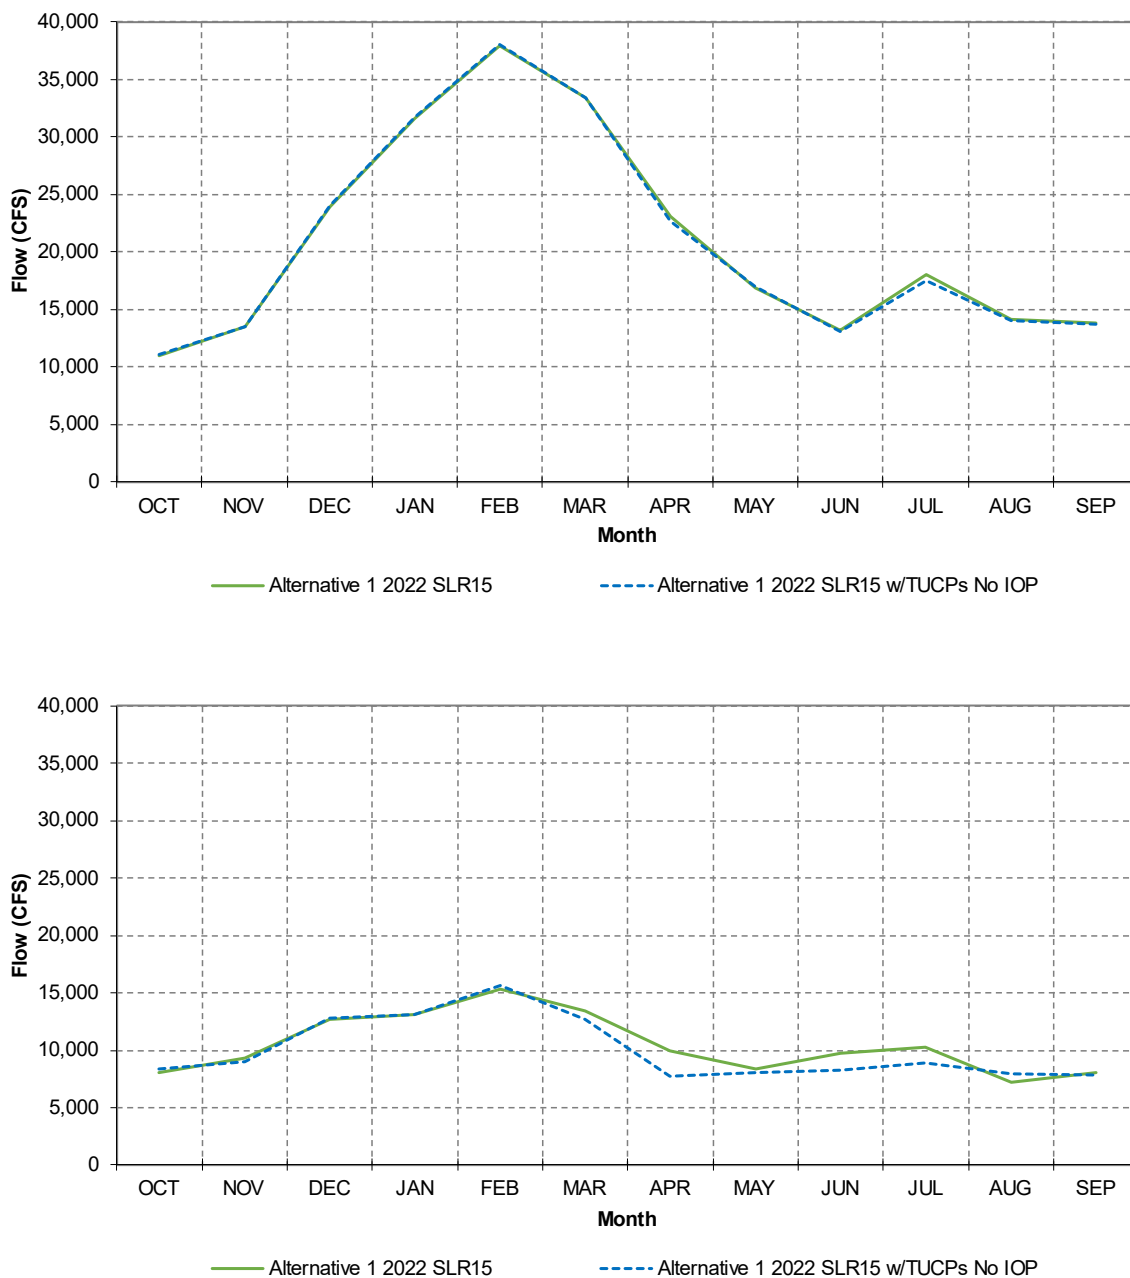 40,000
35,000
30,000
25,000
20,000
15,000
10,000
5,000
0
Flow (CFS)
OCT NOV DEC JAN FEB MAR APR MAY JUN JUL AUG SEP
Month
Alternative 1 2022 SLR15 Alternative 1 2022 SLR15 w/TUCPs No IOP
40,000
35,000
30,000
25,000
20,000
15,000
10,000
5,000
0
Flow (CFS)
OCT NOV DEC JAN FEB MAR APR MAY JUN JUL AUG SEP
Month
Alternative 1 2022 SLR15 Alternative 1 2022 SLR15 w/TUCPs No IOP